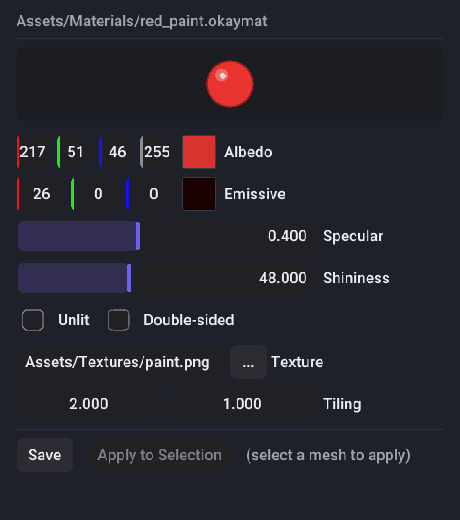 Assets/Materials/red_paint.okaymat
217 51 46 255 Albedo
26 0 0 Emissive
0.400 Specular
48.000 Shininess
Unlit Double-sided
Assets/Textures/paint.png ... Texture
2.000 1.000 Tiling
Save Apply to Selection (select a mesh to apply)